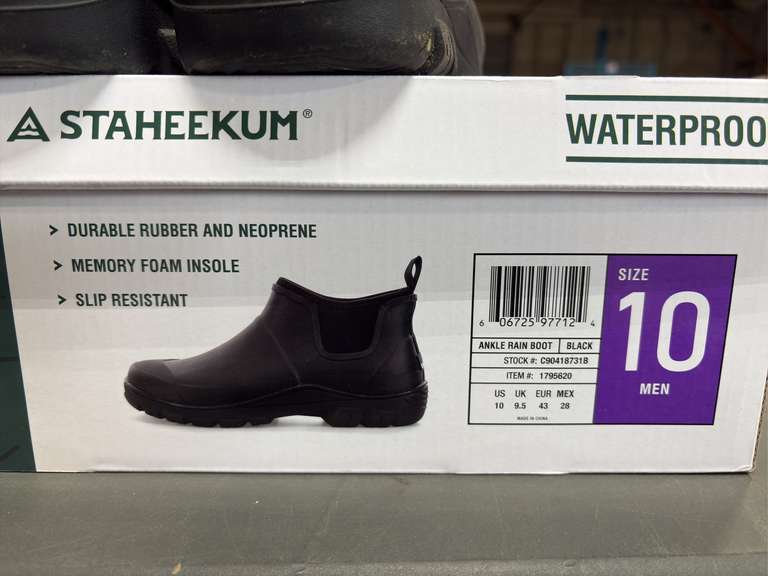 STAHEEKUM®
WATERPROO
> DURABLE RUBBER AND NEOPRENE
> MEMORY FOAM INSOLE
> SLIP RESISTANT
6 06725 97712 4
ANKLE RAIN BOOT BLACK
STOCK #: C90418731B
ITEM #: 1795620
US UK EUR MEX
10 9.5 43 28
MADE IN CHINA
SIZE
10
MEN